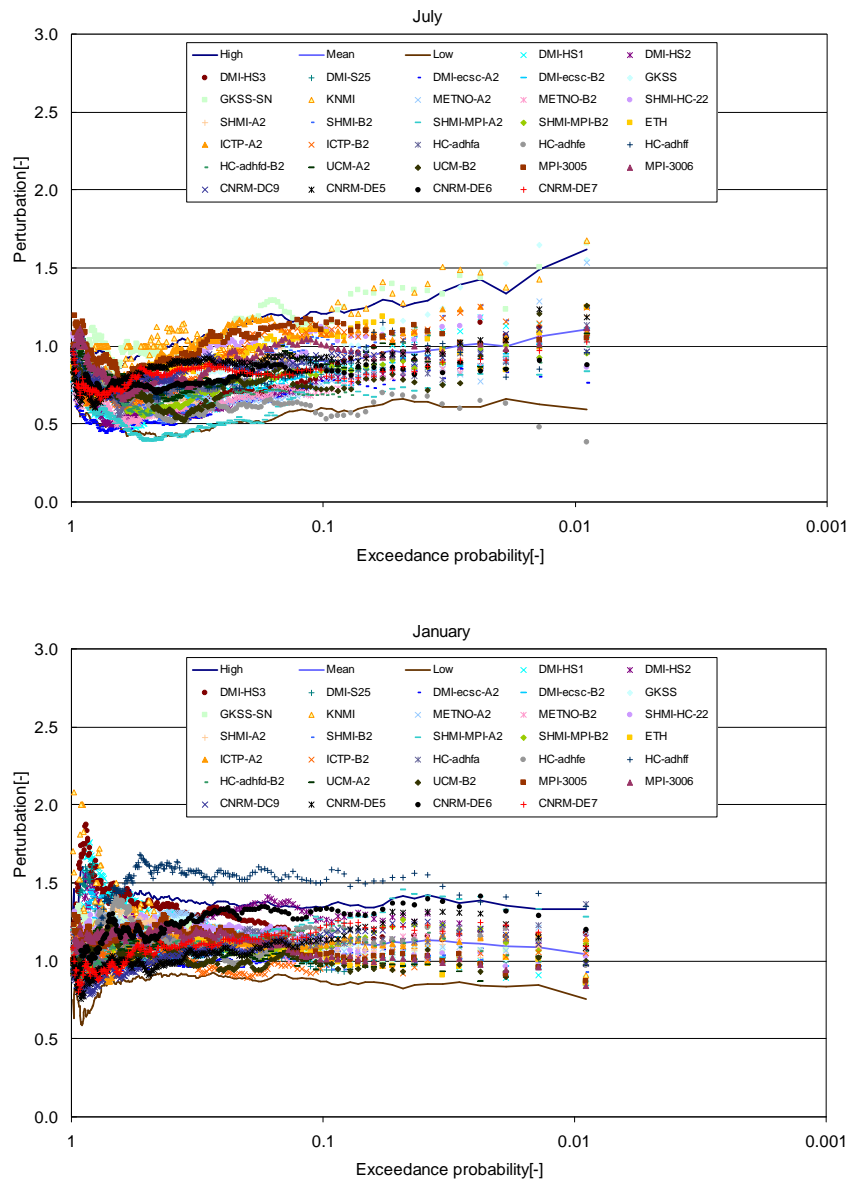 July
3.0
High Mean Low DMI-HS1 DMI-HS2
DMI-HS3 DMI-S25 DMI-ecsc-A2 DMI-ecsc-B2 GKSS
2.5
GKSS-SN KNMI METNO-A2 METNO-B2 SHMI-HC-22
SHMI-A2 SHMI-B2 SHMI-MPI-A2 SHMI-MPI-B2 ETH
ICTP-A2 ICTP-B2 HC-adhfa HC-adhfe HC-adhff
2.0
HC-adhfd-B2 UCM-A2 UCM-B2 MPI-3005 MPI-3006
CNRM-DC9 CNRM-DE5 CNRM-DE6 CNRM-DE7
Perturbation[-]
1.5
1.0
0.5
0.0
1 0.1 0.01 0.001
Exceedance probability[-]
January
3.0
High Mean Low DMI-HS1 DMI-HS2
DMI-HS3 DMI-S25 DMI-ecsc-A2 DMI-ecsc-B2 GKSS
2.5
GKSS-SN KNMI METNO-A2 METNO-B2 SHMI-HC-22
SHMI-A2 SHMI-B2 SHMI-MPI-A2 SHMI-MPI-B2 ETH
ICTP-A2 ICTP-B2 HC-adhfa HC-adhfe HC-adhff
2.0
HC-adhfd-B2 UCM-A2 UCM-B2 MPI-3005 MPI-3006
CNRM-DC9 CNRM-DE5 CNRM-DE6 CNRM-DE7
Perturbation[-]
1.5
1.0
0.5
0.0
1 0.1 0.01 0.001
Exceedance probability[-]